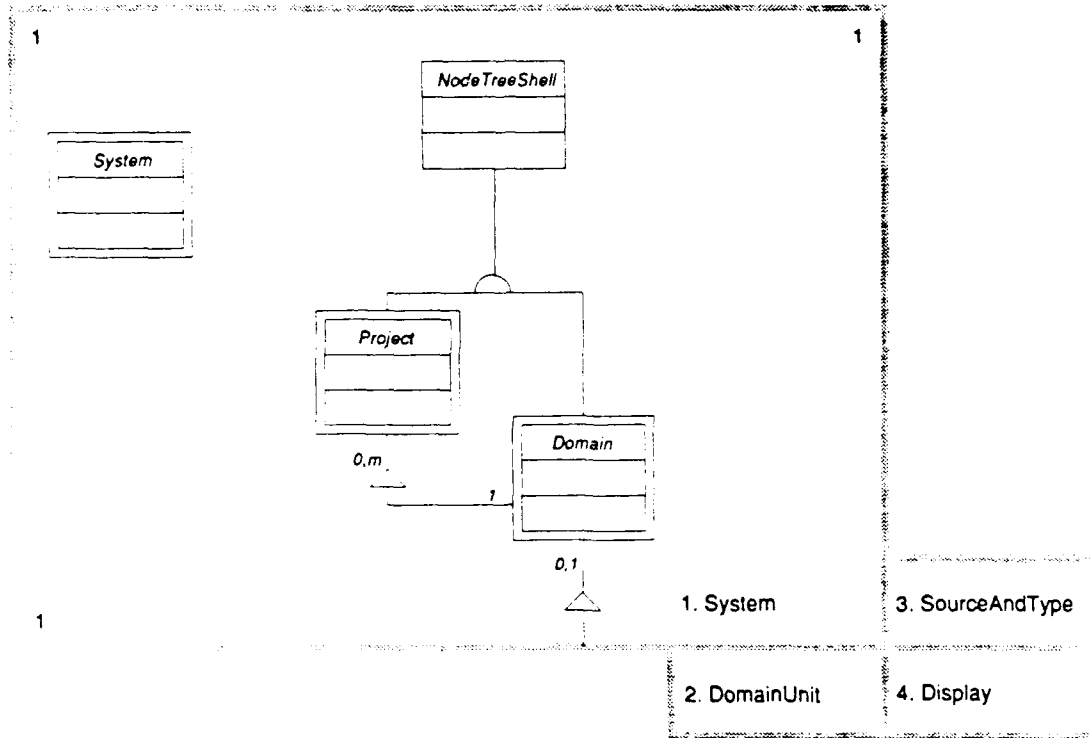 1
1
NodeTreeShell
System
Project
Domain
0,m
1
0,1
1. System
3. SourceAndType
1
2. DomainUnit
4. Display